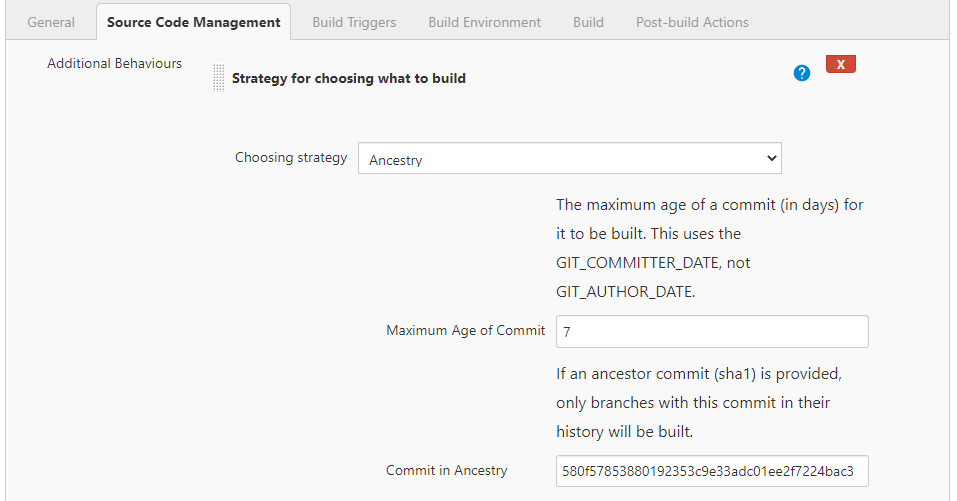 General Source Code Management Build Triggers Build Environment Build Post-build Actions
Additional Behaviours
Strategy for choosing what to build ? X
Choosing strategy Ancestry
The maximum age of a commit (in days) for
it to be built. This uses the
GIT_COMMITTER_DATE, not
GIT_AUTHOR_DATE.
Maximum Age of Commit 7
If an ancestor commit (sha1) is provided,
only branches with this commit in their
history will be built.
Commit in Ancestry 580f57853880192353c9e33adc01ee2f7224bac3